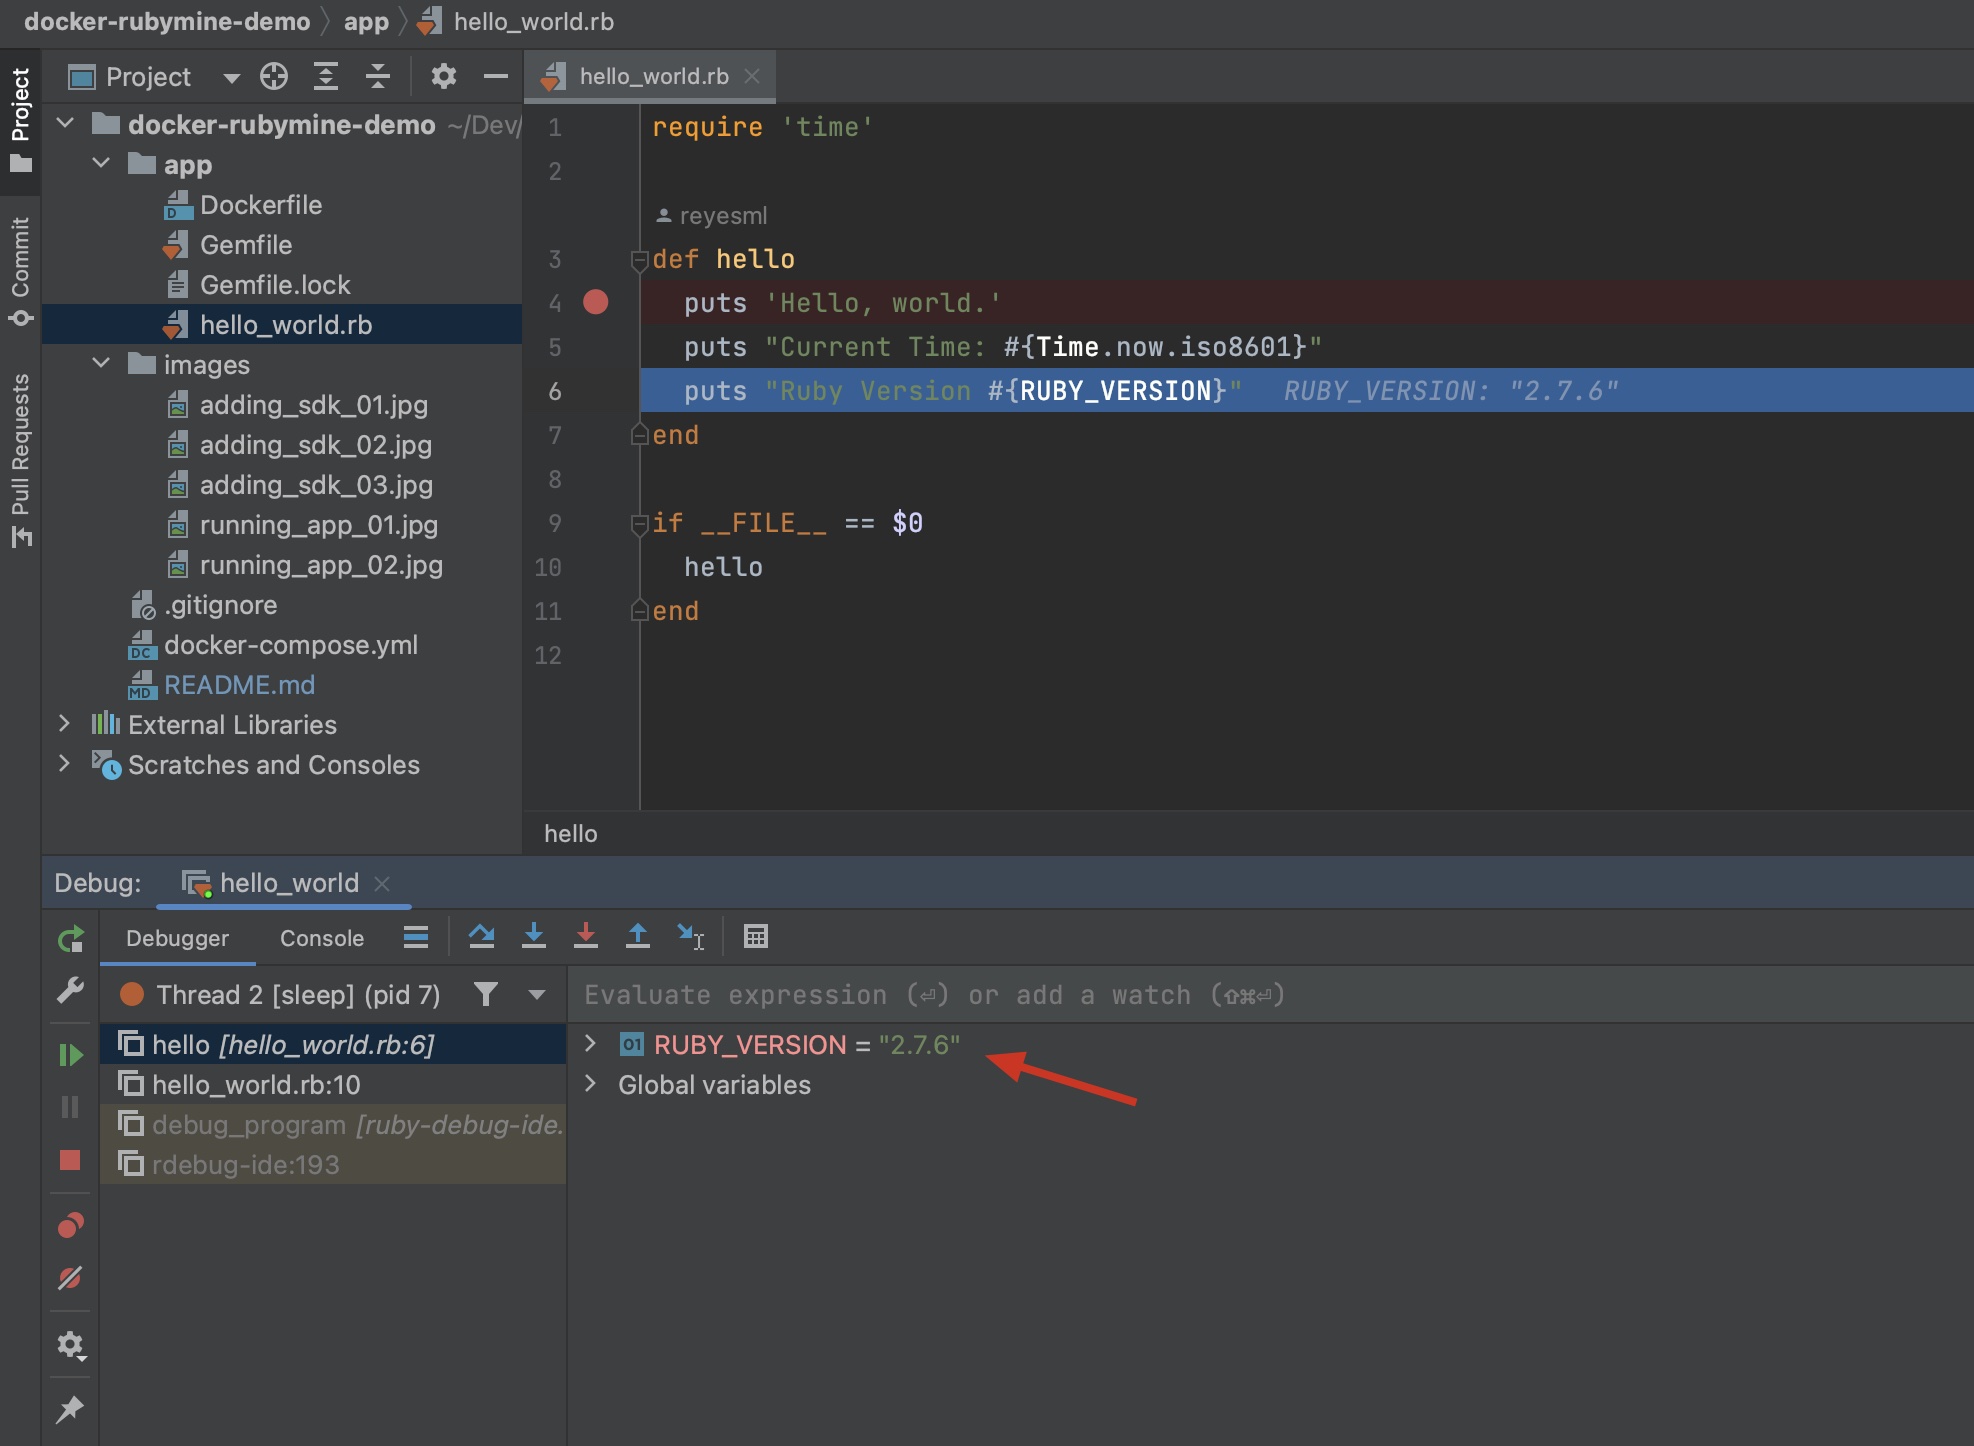 docker-rubymine-demo app hello_world.rb
Project
Commit
Pull Requests
Project
docker-rubymine-demo ~/Dev/
app
Dockerfile
Gemfile
Gemfile.lock
hello_world.rb
images
adding_sdk_01.jpg
adding_sdk_02.jpg
adding_sdk_03.jpg
running_app_01.jpg
running_app_02.jpg
.gitignore
DC docker-compose.yml
MD README.md
External Libraries
Scratches and Consoles
hello_world.rb
1 require 'time'
2
reyesml
3 def hello
4 puts 'Hello, world.'
5 puts "Current Time: #{Time.now.iso8601}"
6 puts "Ruby Version #{RUBY_VERSION}" RUBY_VERSION: "2.7.6"
7 end
8
9 if __FILE__ == $0
10 hello
11 end
12
hello
Debug: hello_world
Debugger Console
Thread 2 [sleep] (pid 7)
Evaluate expression (⏎) or add a watch (⇧⌘⏎)
hello [hello_world.rb:6]
hello_world.rb:10
debug_program [ruby-debug-ide.
rdebug-ide:193
01 RUBY_VERSION = "2.7.6"
Global variables